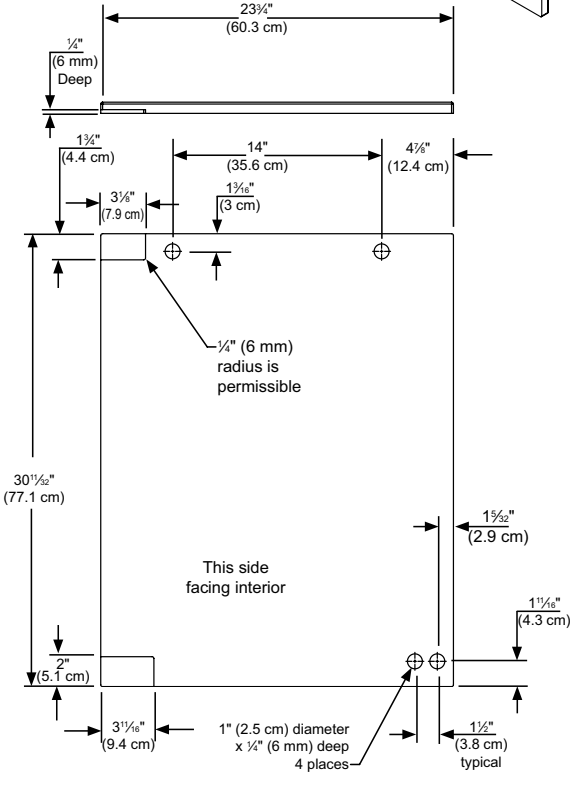 23¾"
(60.3 cm)
¼"
(6 mm)
Deep
1¾"
(4.4 cm)
14"
(35.6 cm)
4⅞"
(12.4 cm)
3⅛"
(7.9 cm)
1³⁄₁₆"
(3 cm)
¼" (6 mm)
radius is
permissible
30¹¹⁄₃₂"
(77.1 cm)
1⁵⁄₃₂"
(2.9 cm)
This side
facing interior
1¹¹⁄₁₆"
(4.3 cm)
2"
(5.1 cm)
3¹¹⁄₁₆"
(9.4 cm)
1" (2.5 cm) diameter
x ¼" (6 mm) deep
4 places
1½"
(3.8 cm)
typical